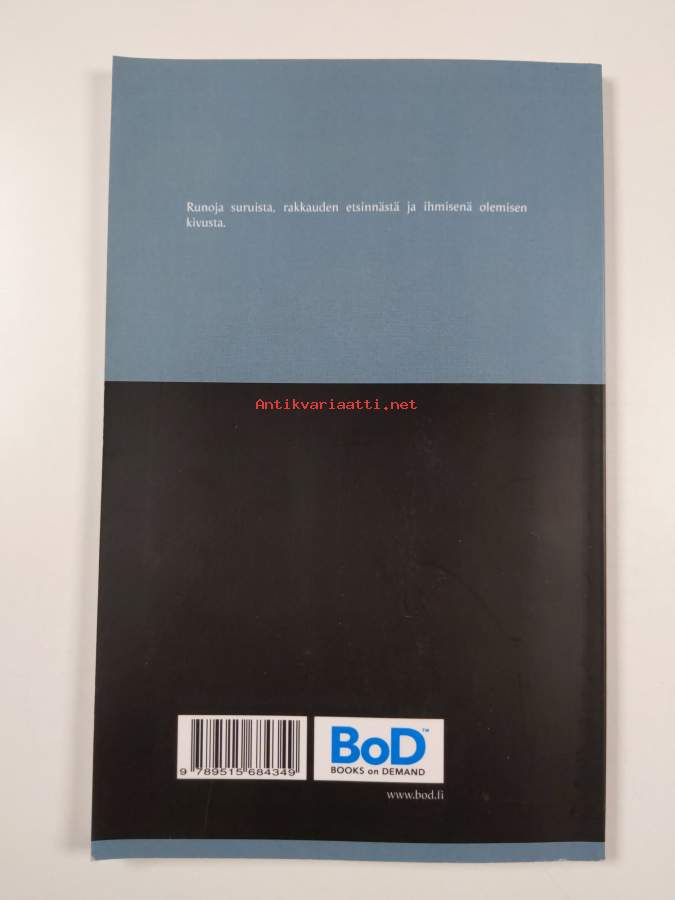 Runoja suruista, rakkauden etsinnästä ja ihmisenä olemisen
kivusta.
Antikvariaatti.net
9 789515 684349
BoD™
BOOKS on DEMAND
www.bod.fi